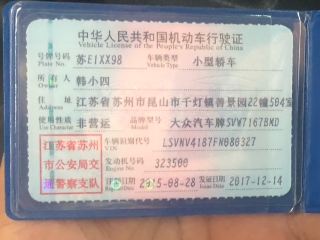 中华人民共和国机动车行驶证
Vehicle License of the People's Republic of China
号牌号码 苏E1XX98 车辆类型 小型轿车
Plate No. Vehicle Type
所有人 韩小四
Owner
住址 江苏省苏州市昆山市千灯镇善景园22幢504室
Address
使用性质 非营运 品牌型号 大众汽车牌SVW7167BKD
Use Character Model
江苏省苏州
市公安局交
通警察支队
车辆识别代号 LSVNV4187FN080327
VIN
发动机号码 323500
Engine No.
注册日期 发证日期 2017-12-14
Issue Date